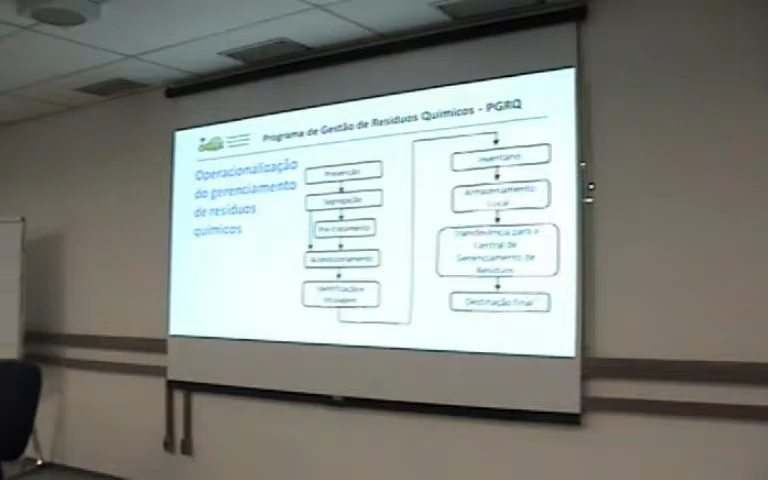 Programa de Gestão de Resíduos Químicos - PGRQ
Operacionalização
do gerenciamento
de resíduos
químicos
Prevenção
Segregação
Pré-tratamento
Acondicionamento
Identificação e
rotulagem
Inventário
Armazenamento
Local
Transferência para a
Central de
Gerenciamento de
Resíduos
Destinação Final